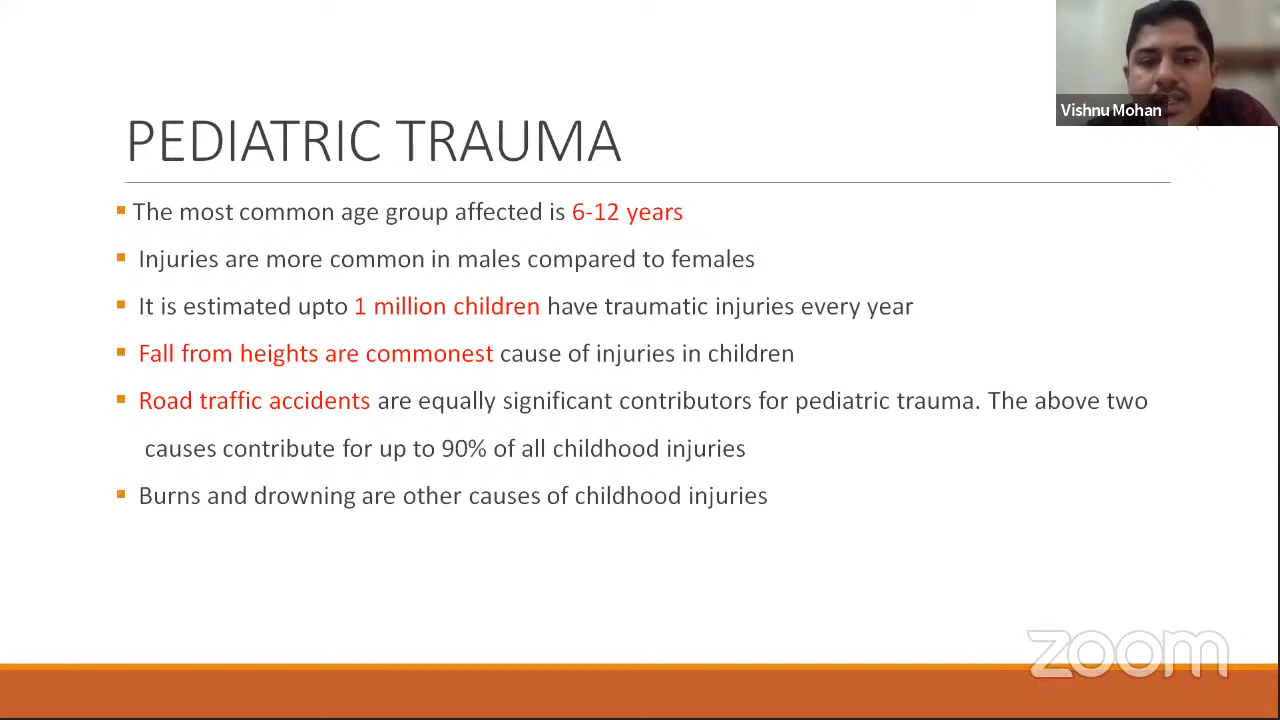 Vishnu Mohan
PEDIATRIC TRAUMA
The most common age group affected is 6-12 years
Injuries are more common in males compared to females
It is estimated upto 1 million children have traumatic injuries every year
Fall from heights are commonest cause of injuries in children
Road traffic accidents are equally significant contributors for pediatric trauma. The above two
causes contribute for up to 90% of all childhood injuries
Burns and drowning are other causes of childhood injuries
zoom